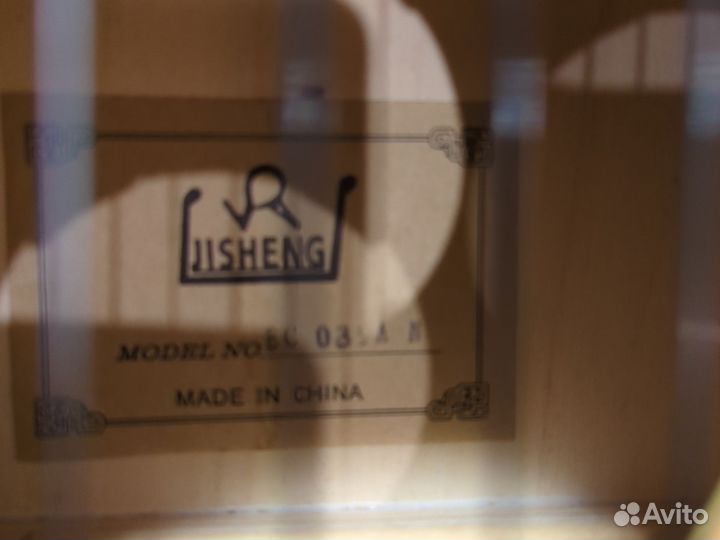 JISHENG
MODEL NO.
MADE IN CHINA
Avito